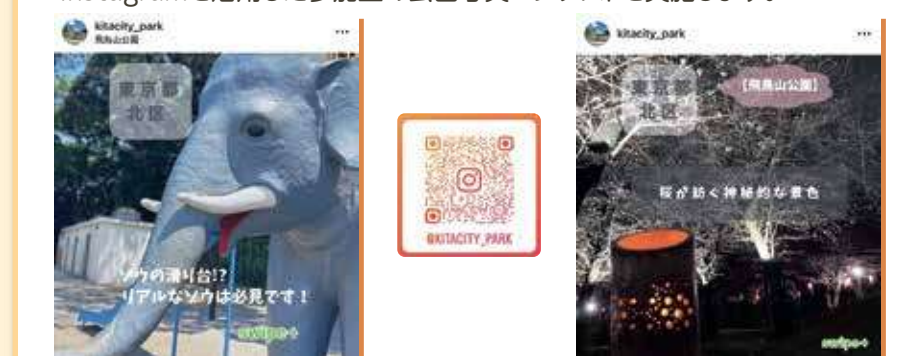 kitacity_park
飛鳥山公園
東京都
北区
ゾウの滑り台!?
リアルなゾウは必見です!
swipe→
@KITACITY_PARK
kitacity_park
東京都
北区
【飛鳥山公園】
桜が紡ぐ神秘的な景色
swipe→